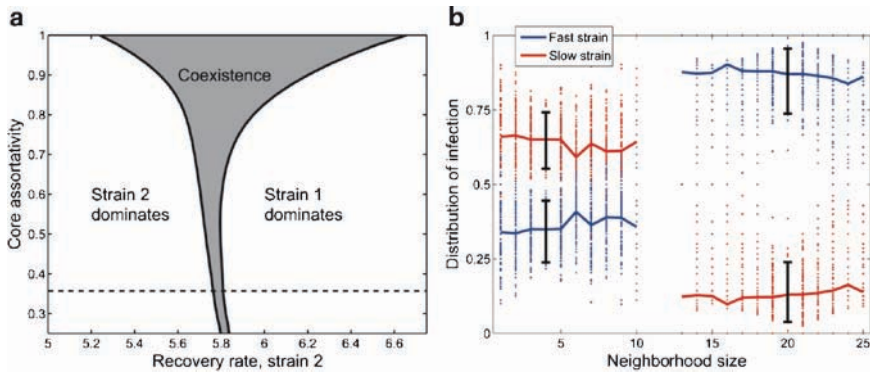 a
Core assortativity
1
0.9
0.8
0.7
0.6
0.5
0.4
0.3
Coexistence
Strain 2
dominates
Strain 1
dominates
5 5.2 5.4 5.6 5.8 6 6.2 6.4 6.6
Recovery rate, strain 2
b
Distribution of infection
1
0.75
0.5
0.25
0
Fast strain
Slow strain
5 10 15 20 25
Neighborhood size